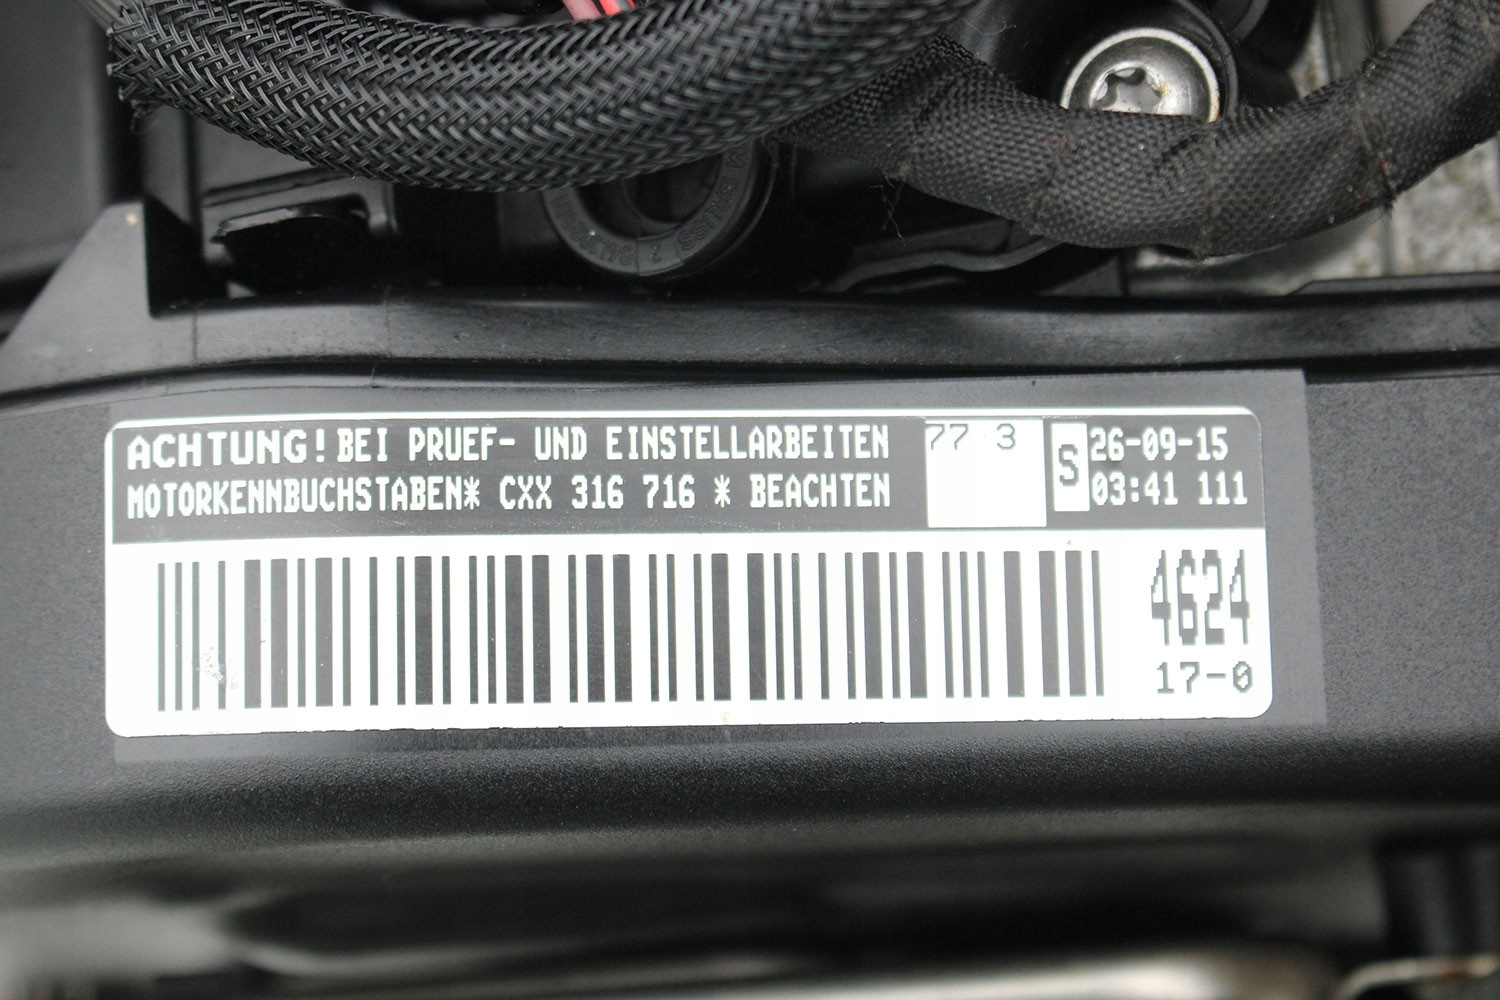 ACHTUNG! BEI PRUEF- UND EINSTELLARBEITEN
MOTORKENNBUCHSTABEN* CXX 316 716 * BEACHTEN
77 3
S
26-09-15
03:41 111
4624
17-0